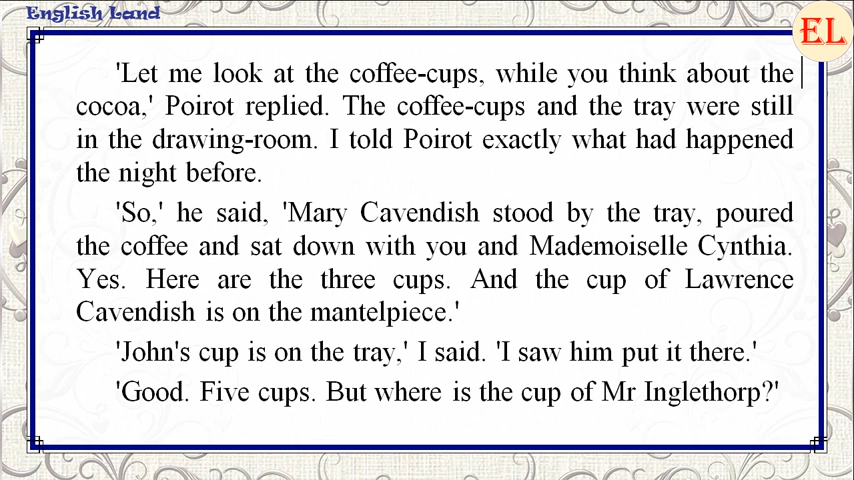 English Land
EL
'Let me look at the coffee-cups, while you think about the
cocoa,' Poirot replied. The coffee-cups and the tray were still
in the drawing-room. I told Poirot exactly what had happened
the night before.
'So,' he said, 'Mary Cavendish stood by the tray, poured
the coffee and sat down with you and Mademoiselle Cynthia.
Yes. Here are the three cups. And the cup of Lawrence
Cavendish is on the mantelpiece.'
'John's cup is on the tray,' I said. 'I saw him put it there.'
'Good. Five cups. But where is the cup of Mr Inglethorp?'